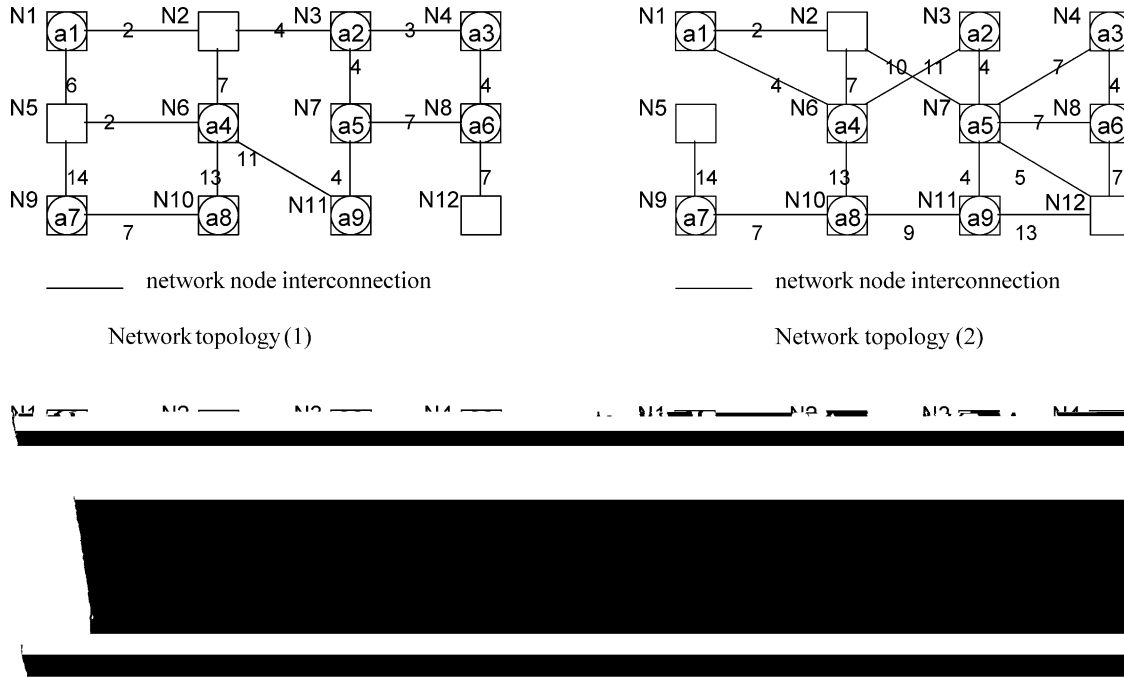 N1 a1 2 N2 4 N3 a2 3 N4 a3
6 7 4 4
N5 2 N6 a4 N7 a5 7 N8 a6
11
14 13 4 7
N9 a7 7 N10 a8 N11 a9 N12
network node interconnection
Network topology (1)
N1 a1 2 N2 N3 a2 N4 a3
4 7 10 11 4 7 4
N5 N6 a4 N7 a5 7 N8 a6
14 13 4 5 7
N9 a7 7 N10 a8 9 N11 a9 13 N12
network node interconnection
Network topology (2)